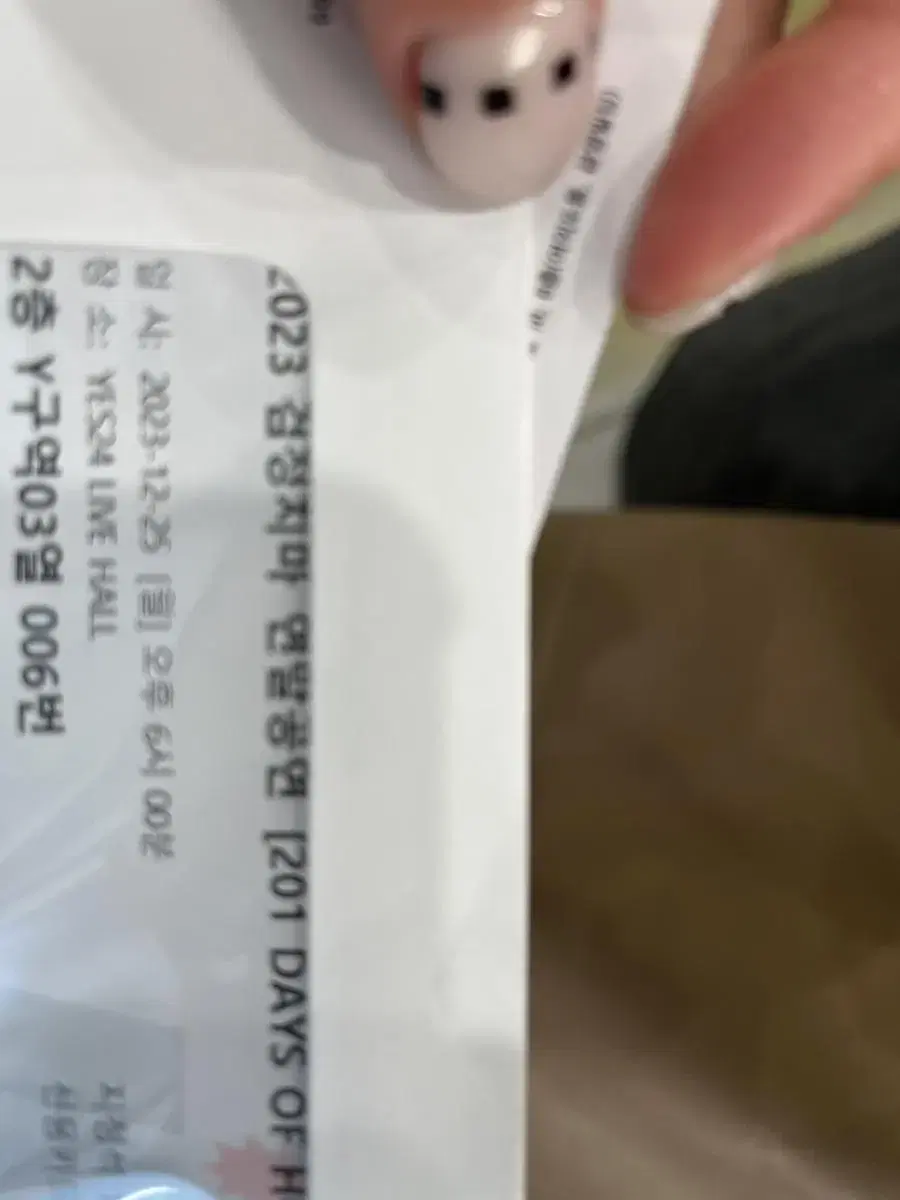 2023 검정치마 연말공연 [201 DAYS OF H
일 시: 2023-12-25 [월] 오후 6시 00분
장 소: YES24 LIVE HALL
2층 Y구역03열 006번